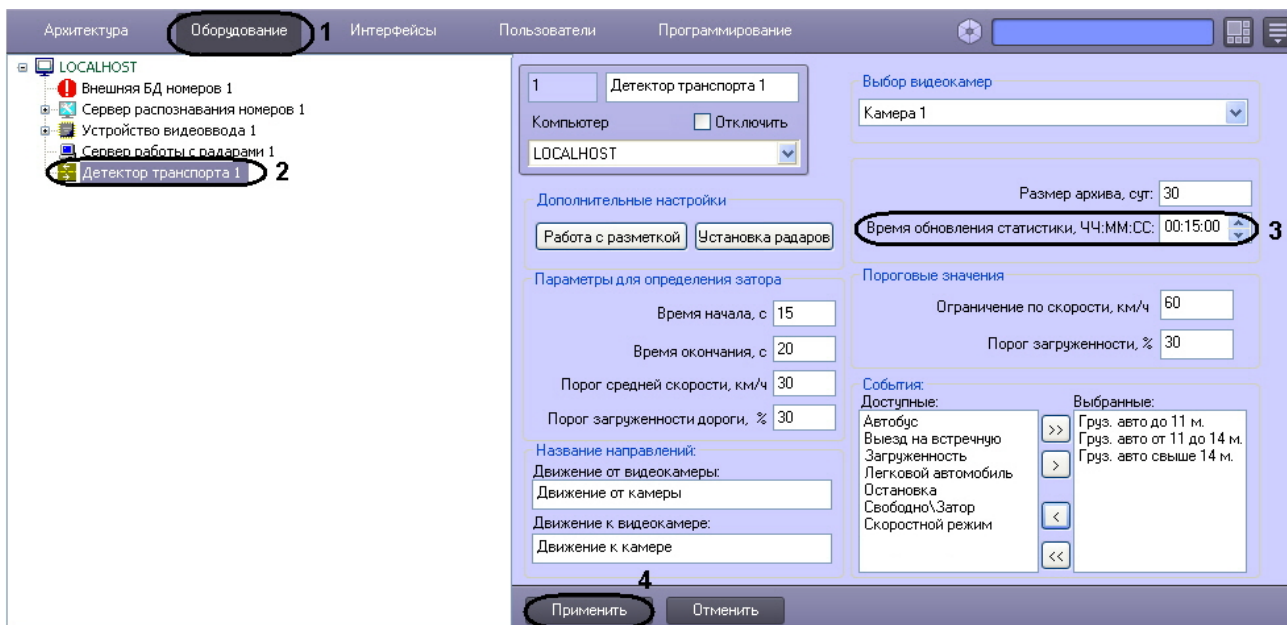 Архитектура Оборудование 1 Интерфейсы Пользователи Программирование
LOCALHOST
Внешняя БД номеров 1
Сервер распознавания номеров 1
Устройство видеоввода 1
Сервер работы с радарами 1
Детектор транспорта 1 2
1 Детектор транспорта 1
Компьютер Отключить
LOCALHOST
Дополнительные настройки
Работа с разметкой Установка радаров
Параметры для определения затора
Время начала, с 15
Время окончания, с 20
Порог средней скорости, км/ч 30
Порог загруженности дороги, % 30
Название направлений:
Движение от видеокамеры:
Движение от камеры
Движение к видеокамере:
Движение к камере
Выбор видеокамер
Камера 1
Размер архива, сут: 30
Время обновления статистики, ЧЧ:ММ:СС: 00:15:00 3
Пороговые значения
Ограничение по скорости, км/ч 60
Порог загруженности, % 30
События:
Доступные:
Автобус
Выезд на встречную
Загруженность
Легковой автомобиль
Остановка
Свободно\Затор
Скоростной режим
>>
>
<
<<
Выбранные:
Груз. авто до 11 м.
Груз. авто от 11 до 14 м.
Груз. авто свыше 14 м.
4
Применить Отменить